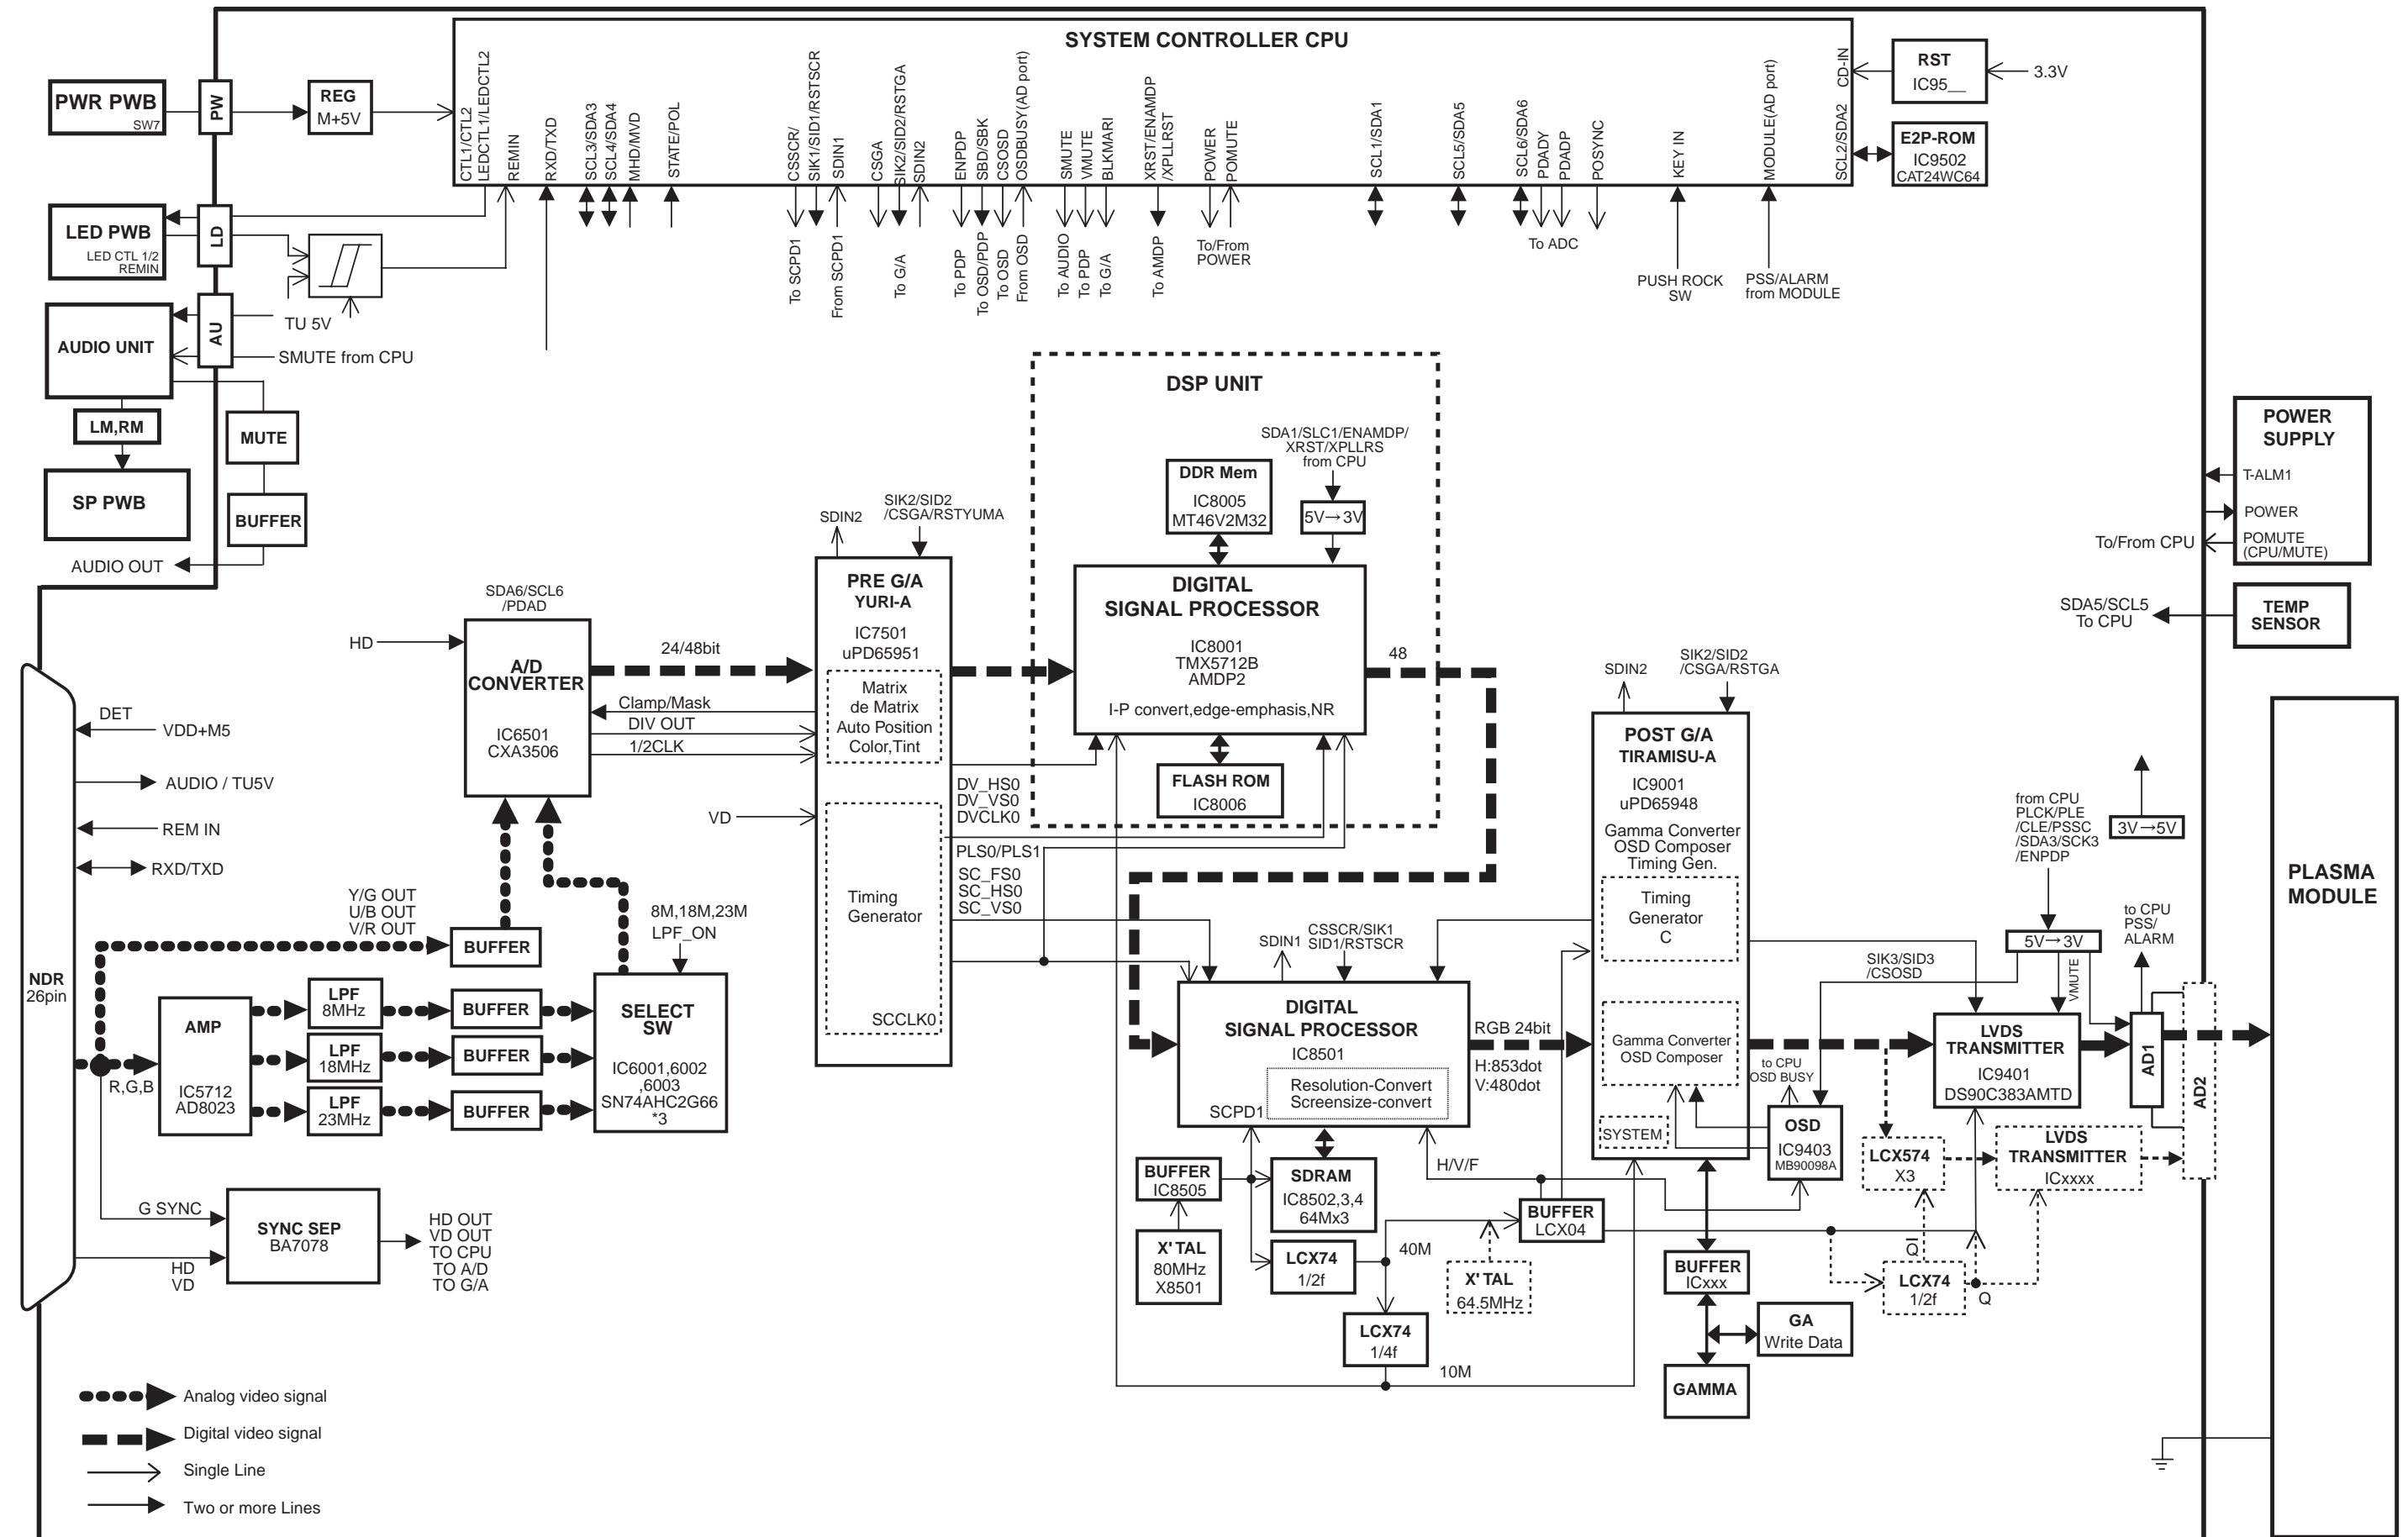 SYSTEM CONTROLLER CPU
CTL1/CTL2
LEDCTL1/LEDCTL2
REMIN
RXD/TXD
SCL3/SDA3
SCL4/SDA4
MHD/MVD
STATE/POL
CSSCR/
SIK1/SID1/RSTSCR
SDIN1
CSGA
SIK2/SID2/RSTGA
SDIN2
ENPDP
SBD/SBK
CSOSD
OSDBUSY(AD port)
SMUTE
VMUTE
BLKMARI
XRST/ENAMDP
/XPLLRST
POWER
POMUTE
SCL1/SDA1
SCL5/SDA5
SCL6/SDA6
PDADY
PDADP
POSYNC
KEY IN
MODULE(AD port)
SCL2/SDA2
CD-IN
To SCPD1
From SCPD1
To G/A
To PDP
To OSD/PDP
To OSD
From OSD
To AUDIO
To PDP
To G/A
To AMDP
To/From
POWER
To ADC
PUSH ROCK
SW
PSS/ALARM
from MODULE
RST
IC95__
3.3V
E2P-ROM
IC9502
CAT24WC64
PWR PWB
SW7
PW
REG
M+5V
LED PWB
LED CTL 1/2
REMIN
LD
AUDIO UNIT
AU
TU 5V
SMUTE from CPU
LM,RM
SP PWB
MUTE
BUFFER
AUDIO OUT
DSP UNIT
SDA1/SLC1/ENAMDP/
XRST/XPLLRS
from CPU
DDR Mem
IC8005
MT46V2M32
5V→3V
DIGITAL
SIGNAL PROCESSOR
IC8001
TMX5712B
AMDP2
I-P convert,edge-emphasis,NR
FLASH ROM
IC8006
48
POWER
SUPPLY
T-ALM1
POWER
POMUTE
(CPU/MUTE)
To/From CPU
TEMP
SENSOR
SDA5/SCL5
To CPU
SDIN2
SIK2/SID2
/CSGA/RSTYUMA
PRE G/A
YURI-A
IC7501
uPD65951
Matrix
de Matrix
Auto Position
Color,Tint
Timing
Generator
SCCLK0
VD
SDA6/SCL6
/PDAD
HD
A/D
CONVERTER
IC6501
CXA3506
24/48bit
Clamp/Mask
DIV OUT
1/2CLK
DV_HS0
DV_VS0
DVCLK0
PLS0/PLS1
SC_FS0
SC_HS0
SC_VS0
NDR
26pin
DET
VDD+M5
AUDIO / TU5V
REM IN
RXD/TXD
Y/G OUT
U/B OUT
V/R OUT
BUFFER
8M,18M,23M
LPF_ON
R,G,B
AMP
IC5712
AD8023
LPF
8MHz
BUFFER
LPF
18MHz
BUFFER
LPF
23MHz
BUFFER
SELECT
SW
IC6001,6002
,6003
SN74AHC2G66
*3
G SYNC
HD
VD
SYNC SEP
BA7078
HD OUT
VD OUT
TO CPU
TO A/D
TO G/A
SDIN1
CSSCR/SIK1
SID1/RSTSCR
DIGITAL
SIGNAL PROCESSOR
IC8501
Resolution-Convert
Screensize-convert
SCPD1
RGB 24bit
H:853dot
V:480dot
BUFFER
IC8505
SDRAM
IC8502,3,4
64Mx3
X'TAL
80MHz
X8501
LCX74
1/2f
40M
LCX74
1/4f
10M
H/V/F
X'TAL
64.5MHz
BUFFER
LCX04
SDIN2
SIK2/SID2
/CSGA/RSTGA
POST G/A
TIRAMISU-A
IC9001
uPD65948
Gamma Converter
OSD Composer
Timing Gen.
Timing
Generator
C
Gamma Converter
OSD Composer
SYSTEM
BUFFER
ICxxx
GA
Write Data
GAMMA
to CPU
OSD BUSY
OSD
IC9403
MB90098A
SIK3/SID3
/CSOSD
from CPU
PLCK/PLE
/CLE/PSSC
/SDA3/SCK3
/ENPDP
5V→3V
VMUTE
3V→5V
to CPU
PSS/
ALARM
LVDS
TRANSMITTER
IC9401
DS90C383AMTD
LCX574
X3
LVDS
TRANSMITTER
ICxxxx
Q̅
LCX74
1/2f
Q
AD1
AD2
PLASMA
MODULE
Analog video signal
Digital video signal
Single Line
Two or more Lines